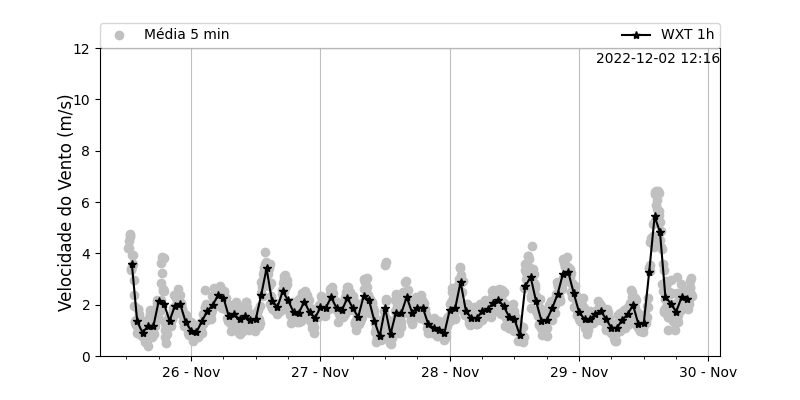 Média 5 min
WXT 1h
2022-12-02 12:16
Velocidade do Vento (m/s)
12
10
8
6
4
2
0
26 - Nov
27 - Nov
28 - Nov
29 - Nov
30 - Nov